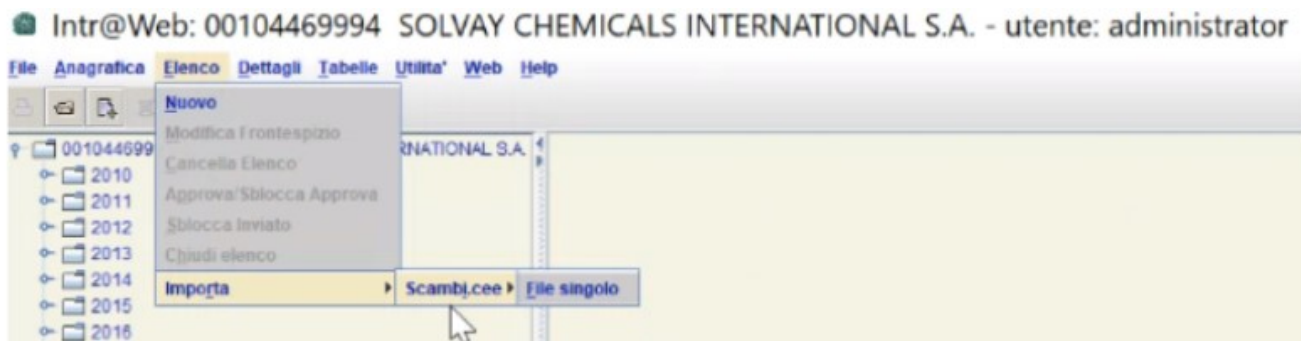 Intr@Web: 00104469994 SOLVAY CHEMICALS INTERNATIONAL S.A. - utente: administrator
File Anagrafica Elenco Dettagli Tabelle Utilita' Web Help
Nuovo
Modifica Frontespizio
001044699 RNATIONAL S.A.
Cancella Elenco
2010
Approva/Sblocca Approva
2011
Sblocca Inviato
2012
Chiudi elenco
2013
2014
Importa Scambi.cee File singolo
2015
2016